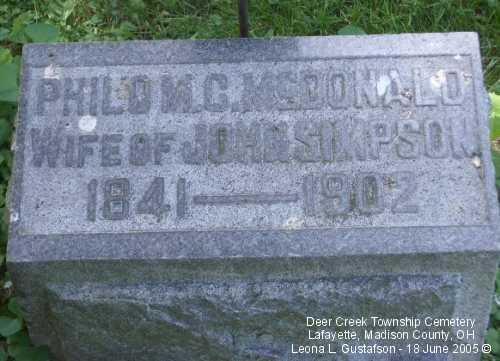 PHILO M. C. McDONALD
WIFE OF JOHN SIMPSON
1841 — 1902
Deer Creek Township Cemetery
Lafayette, Madison County, OH
Leona L. Gustafson - 18 June 2005 ©